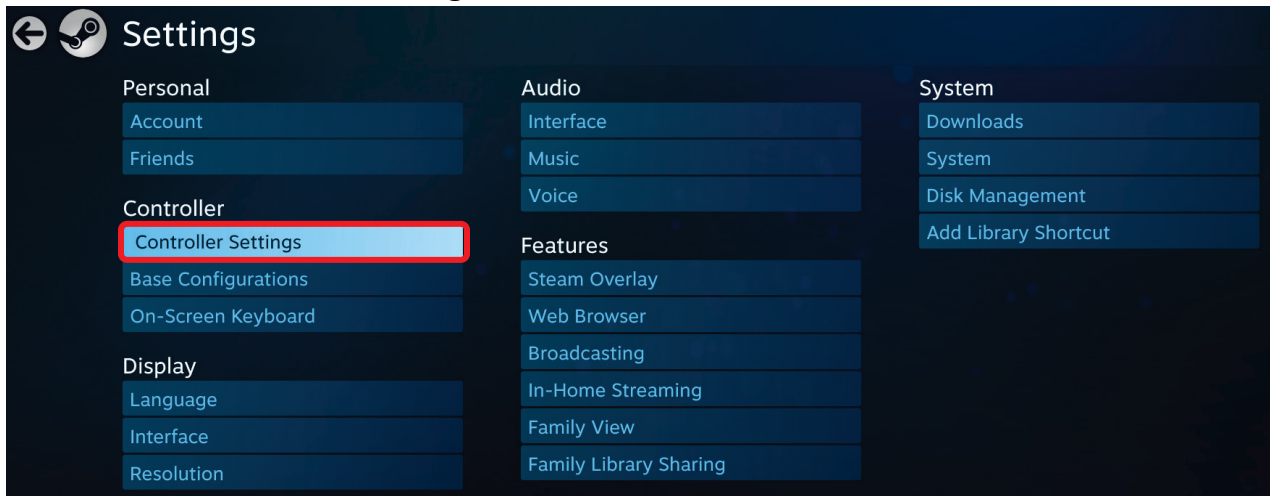 Settings
Personal
Account
Friends
Controller
Controller Settings
Base Configurations
On-Screen Keyboard
Display
Language
Interface
Resolution
Audio
Interface
Music
Voice
Features
Steam Overlay
Web Browser
Broadcasting
In-Home Streaming
Family View
Family Library Sharing
System
Downloads
System
Disk Management
Add Library Shortcut